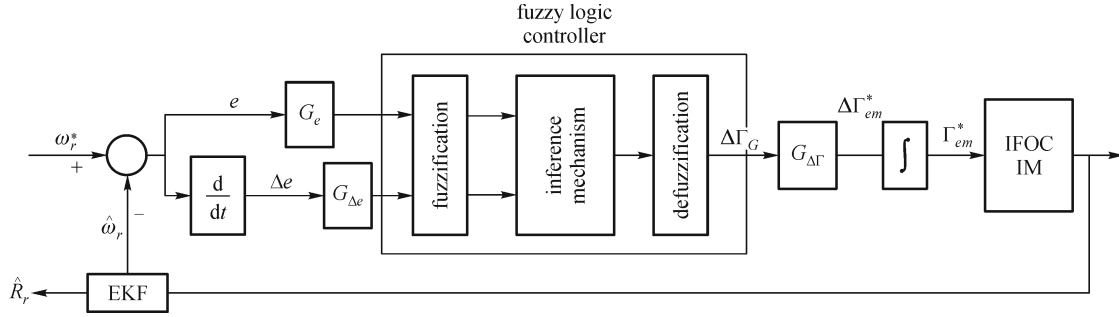 fuzzy logic
controller
ω*r
+
−
ω̂r
e
d
dt
Δe
Ge
GΔe
fuzzification
inference
mechanism
defuzzification
ΔΓG
GΔΓ
ΔΓ*em
∫
Γ*em
IFOC
IM
R̂r
EKF